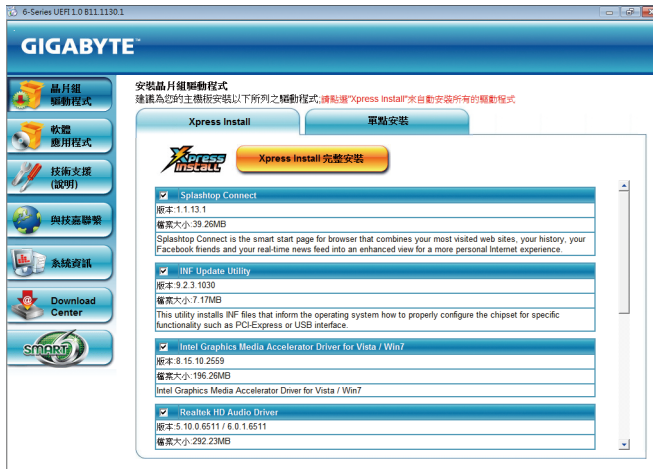 6-Series UEFI 1.0 B11.1130.1
GIGABYTE™
晶片組
驅動程式
軟體
應用程式
技術支援
(說明)
與技嘉聯繫
系統資訊
Download
Center
SMART
安裝晶片組驅動程式
建議為您的主機板安裝以下所列之驅動程式;請點選"Xpress Install"來自動安裝所有的驅動程式
Xpress Install
單點安裝
Xpress
INSTALL
Xpress Install 完整安裝
Splashtop Connect
版本:1.1.13.1
檔案大小:39.26MB
Splashtop Connect is the smart start page for browser that combines your most visited web sites, your history, your
Facebook friends and your real-time news feed into an enhanced view for a more personal Internet experience.
INF Update Utility
版本:9.2.3.1030
檔案大小:7.17MB
This utility installs INF files that inform the operating system how to properly configure the chipset for specific
functionality such as PCI-Express or USB interface.
Intel Graphics Media Accelerator Driver for Vista / Win7
版本:8.15.10.2559
檔案大小:196.26MB
Intel Graphics Media Accelerator Driver for Vista / Win7
Realtek HD Audio Driver
版本:5.10.0.6511 / 6.0.1.6511
檔案大小:292.23MB